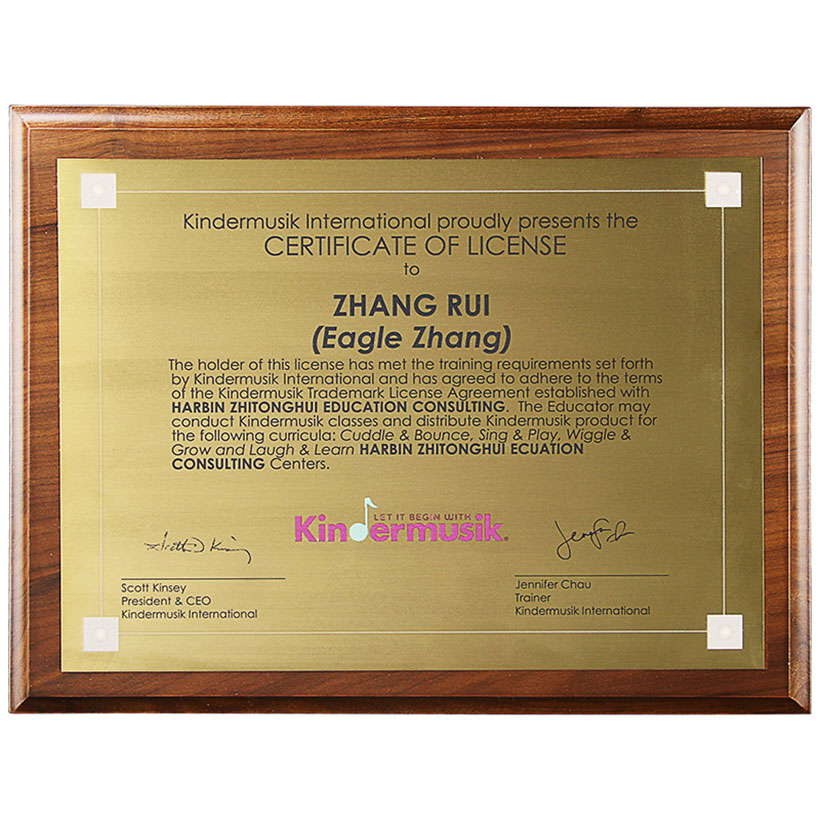 Kindermusik International proudly presents the
CERTIFICATE OF LICENSE
to
ZHANG RUI
(Eagle Zhang)
The holder of this license has met the training requirements set forth
by Kindermusik International and has agreed to adhere to the terms
of the Kindermusik Trademark License Agreement established with
HARBIN ZHITONGHUI EDUCATION CONSULTING. The Educator may
conduct Kindermusik classes and distribute Kindermusik product for
the following curricula: Cuddle & Bounce, Sing & Play, Wiggle &
Grow and Laugh & Learn HARBIN ZHITONGHUI ECUATION
CONSULTING Centers.
LET IT BEGIN WITH
Kindermusik®
Scott D Kinsey
Scott Kinsey
President & CEO
Kindermusik International
Jennifer Chau
Trainer
Kindermusik International